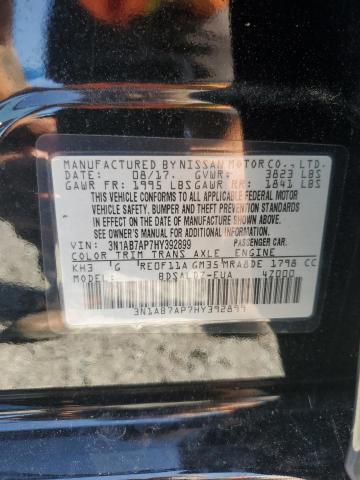 MANUFACTURED BY NISSAN MOTOR CO., LTD.
DATE: 08/17. GVWR: 3823 LBS
GAWR FR: 1995 LBS GAWR RR: 1841 LBS
THIS VEHICLE CONFORMS TO ALL APPLICABLE FEDERAL MOTOR
VEHICLE SAFETY, BUMPER AND THEFT PREVENTION STANDARDS
IN EFFECT ON THE DATE OF MANUFACTURE SHOWN ABOVE.
SEE OWNER'S MANUAL FOR ADDITIONAL INFORMATION
VIN: 3N1AB7AP7HY392899 PASSENGER CAR.
COLOR TRIM TRANS AXLE ENGINE
KH3 G RE0F11A GM35 MRA8DE 1798 CC
MODEL: 47000
3N1AB7AP7HY392899